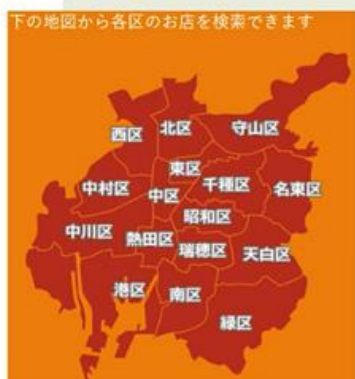 下の地図から各区のお店を検索できます
北区
西区
守山区
東区
中村区
千種区
名東区
中区
昭和区
中川区
熱田区
瑞穂区
天白区
港区
南区
緑区